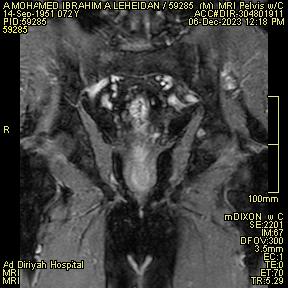 A MOHAMED IBRAHIM A LEHEIDAN / 59285 (M) MRI Pelvis w/C
14-Sep-1951 072Y ACC#DIR-304801911
PID:59285 06-Dec-2023 12:18 PM
59285
R
100mm
mDIXON w C
SE:2201
IM:67
DFOV:300
3.5mm
EC:1
Ad Diriyah Hospital TE:0
MRI ET:70
MRI TR:5.29